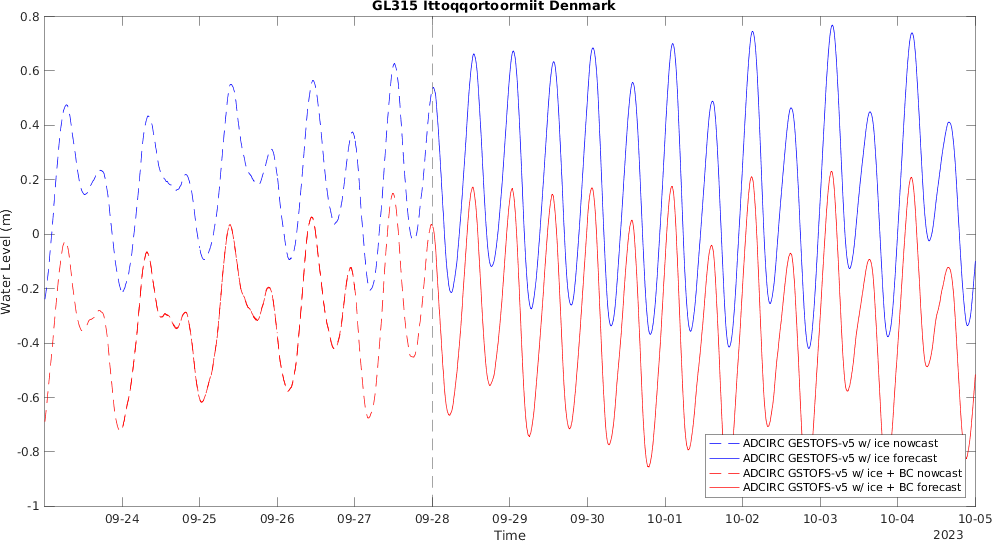 GL315 Ittoqqortoormiit Denmark
0.8
0.6
0.4
0.2
0
-0.2
-0.4
-0.6
-0.8
-1
Water Level (m)
ADCIRC GESTOFS-v5 w/ ice nowcast
ADCIRC GESTOFS-v5 w/ ice forecast
ADCIRC GSTOFS-v5 w/ ice + BC nowcast
ADCIRC GSTOFS-v5 w/ ice + BC forecast
09-24 09-25 09-26 09-27 09-28 09-29 09-30 10-01 10-02 10-03 10-04 10-05
Time
2023